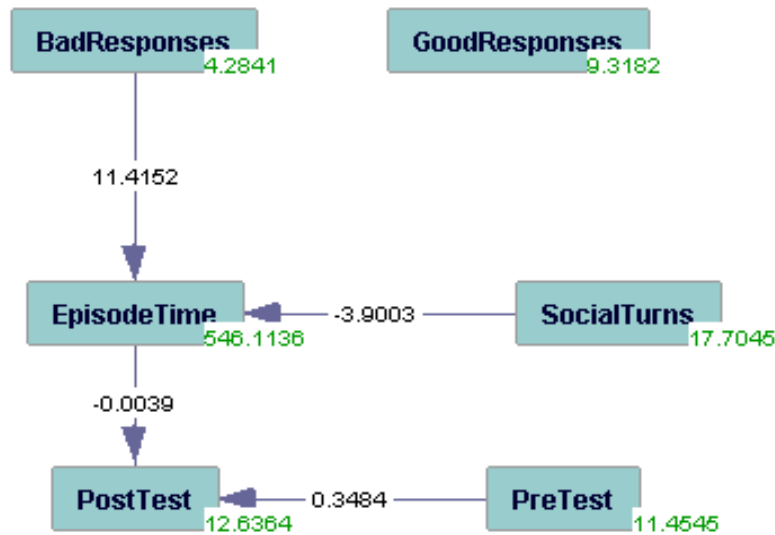 BadResponses
4.2841
GoodResponses
9.3182
11.4152
EpisodeTime
546.1136
-3.9003
SocialTurns
17.7045
-0.0039
PostTest
12.6364
0.3484
PreTest
11.4545